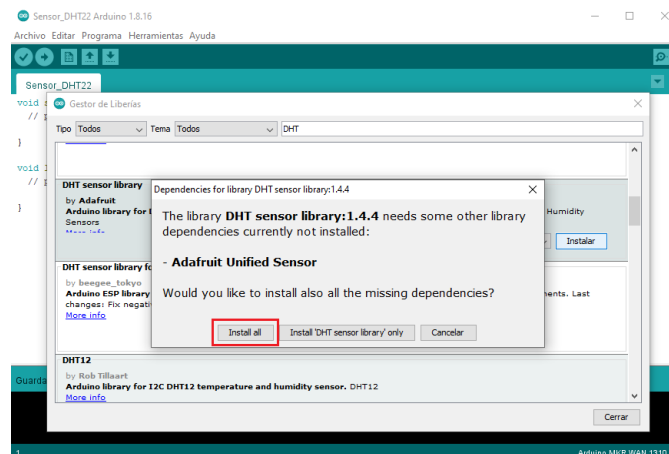 Sensor_DHT22 Arduino 1.8.16
Archivo Editar Programa Herramientas Ayuda
Sensor_DHT22
void
//
}
void
//
}
Gestor de Liberías
Tipo Todos Tema Todos DHT
DHT sensor library
by Adafruit
Arduino library for
Humidity
Sensors
More info
Instalar
Dependencies for library DHT sensor library:1.4.4
The library DHT sensor library:1.4.4 needs some other library
dependencies currently not installed:
- Adafruit Unified Sensor
Would you like to install also all the missing dependencies?
Install all Install 'DHT sensor library' only Cancelar
DHT sensor library
by beegee_tokyo
Arduino ESP library
Last
changes: Fix
More info
DHT12
by Rob Tillaart
Arduino library for I2C DHT12 temperature and humidity sensor. DHT12
More info
Cerrar
1 Arduino MKR WAN 1310